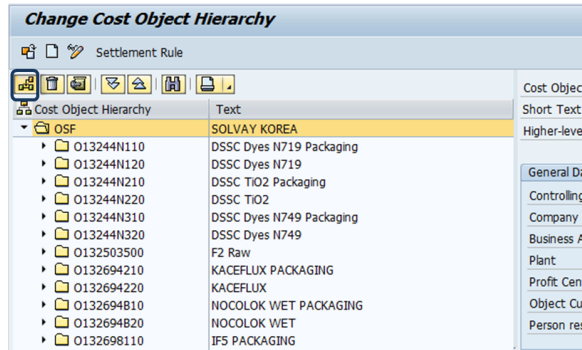 Change Cost Object Hierarchy
Settlement Rule
Cost Object Hierarchy Text
OSF SOLVAY KOREA
O13244N110 DSSC Dyes N719 Packaging
O13244N120 DSSC Dyes N719
O13244N210 DSSC TiO2 Packaging
O13244N220 DSSC TiO2
O13244N310 DSSC Dyes N749 Packaging
O13244N320 DSSC Dyes N749
O132503500 F2 Raw
O132694210 KACEFLUX PACKAGING
O132694220 KACEFLUX
O132694B10 NOCOLOK WET PACKAGING
O132694B20 NOCOLOK WET
O132698110 IF5 PACKAGING
Cost Objec
Short Text
Higher-leve
General Da
Controlling
Company
Business A
Plant
Profit Cen
Object Cu
Person res